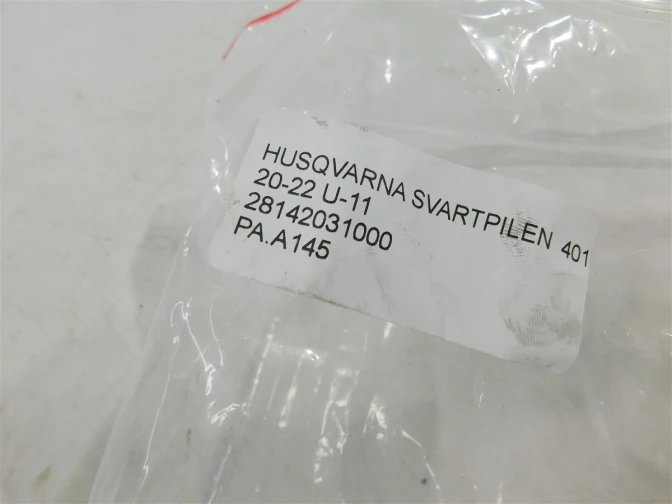 HUSQVARNA SVARTPILEN 401
20-22 U-11
28142031000
PA.A145